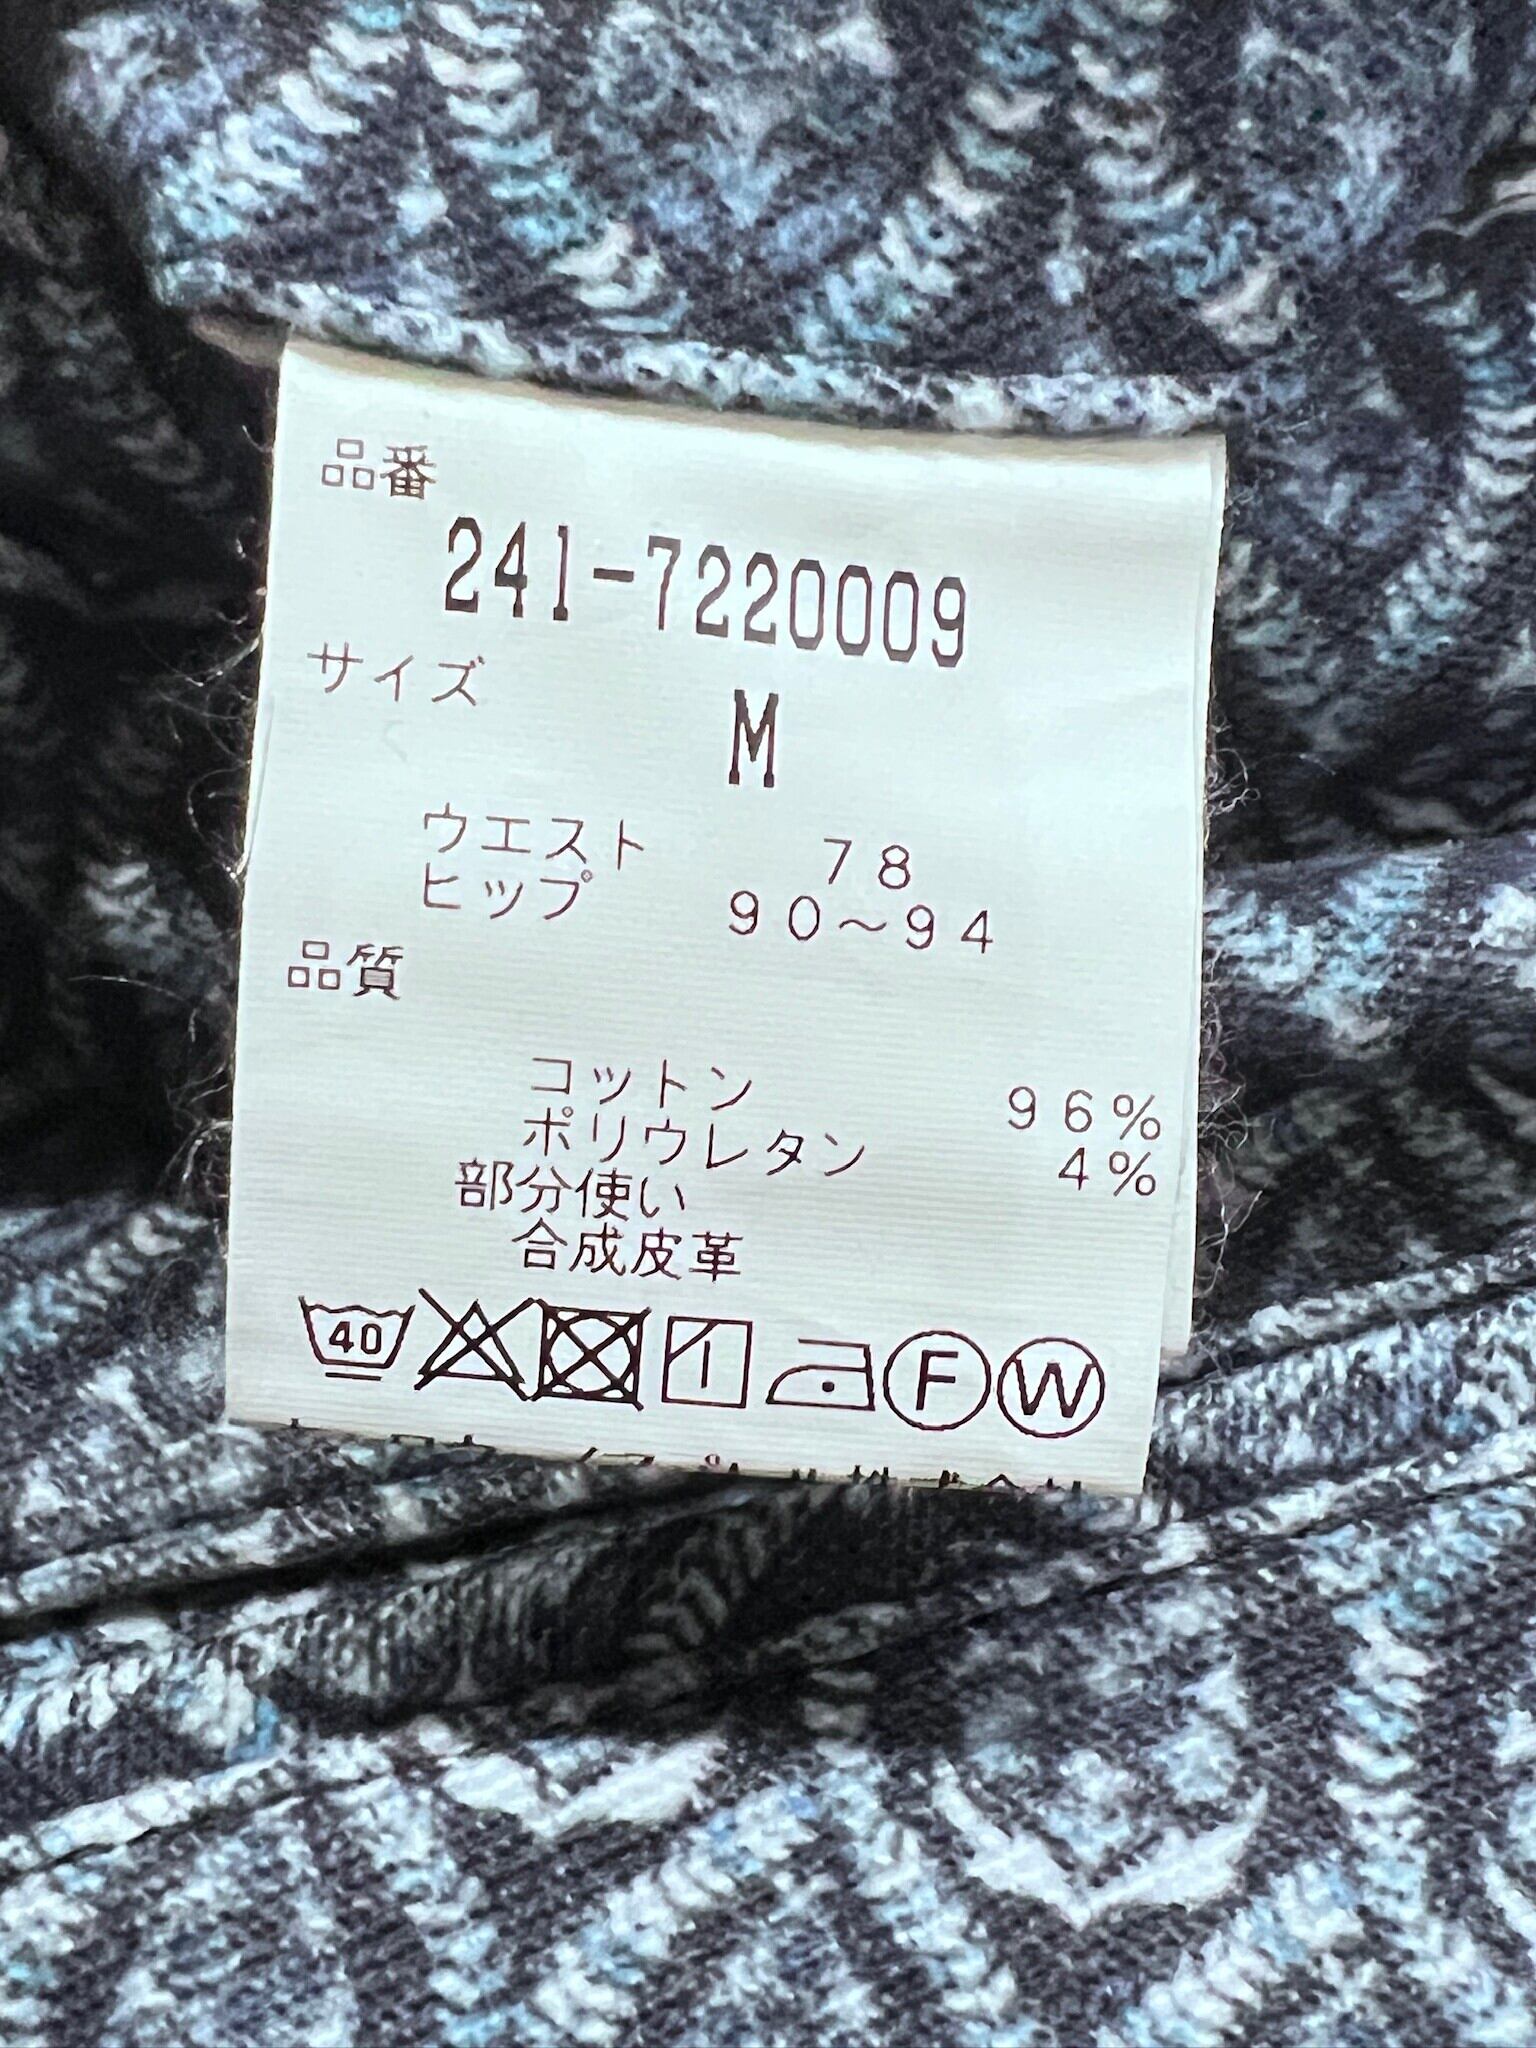 品番
241-7220009
サイズ
M
ウエスト 78
ヒップ 90~94
品質
コットン 96%
ポリウレタン 4%
部分使い
合成皮革
40 F W